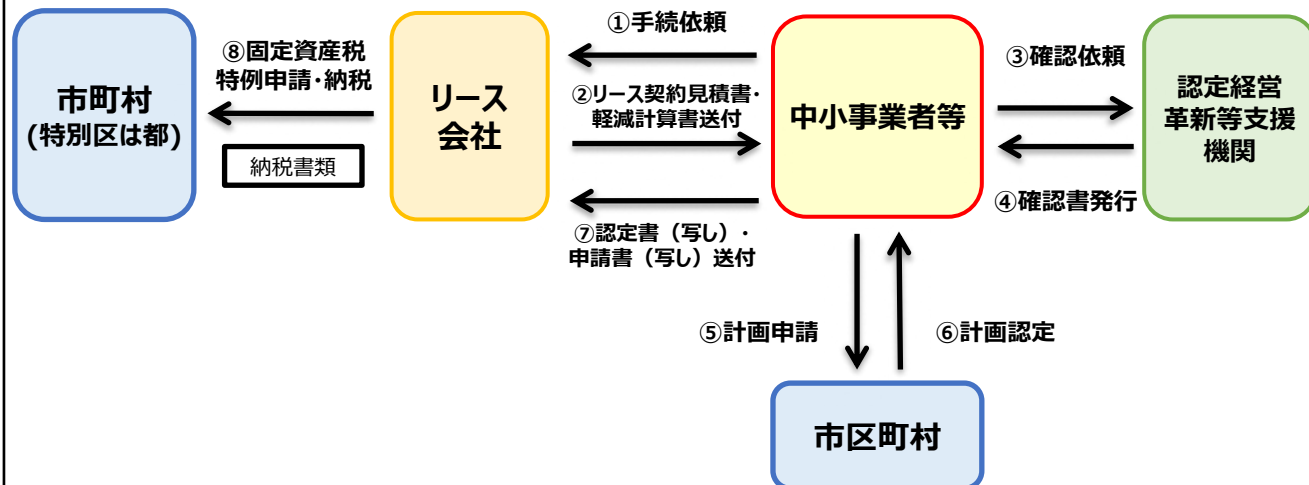 市町村
(特別区は都)
⑧固定資産税
特例申請・納税
納税書類
リース
会社
①手続依頼
②リース契約見積書・
軽減計算書送付
⑦認定書（写し）・
申請書（写し）送付
中小事業者等
③確認依頼
④確認書発行
認定経営
革新等支援
機関
⑤計画申請
⑥計画認定
市区町村